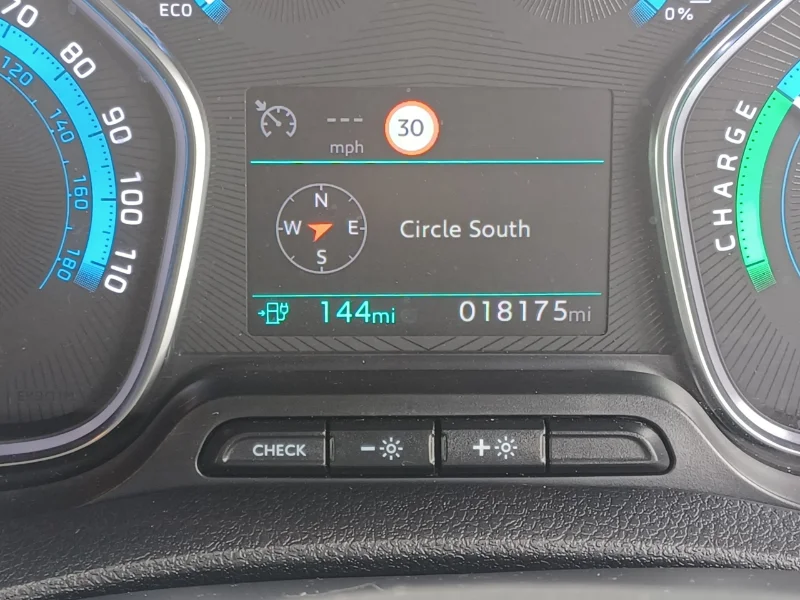 ECO
0%
70
80
90
100
110
120
140
160
180
--- 30
mph
N
W E
S
Circle South
144mi 018175mi
CHARGE
CHECK
- +